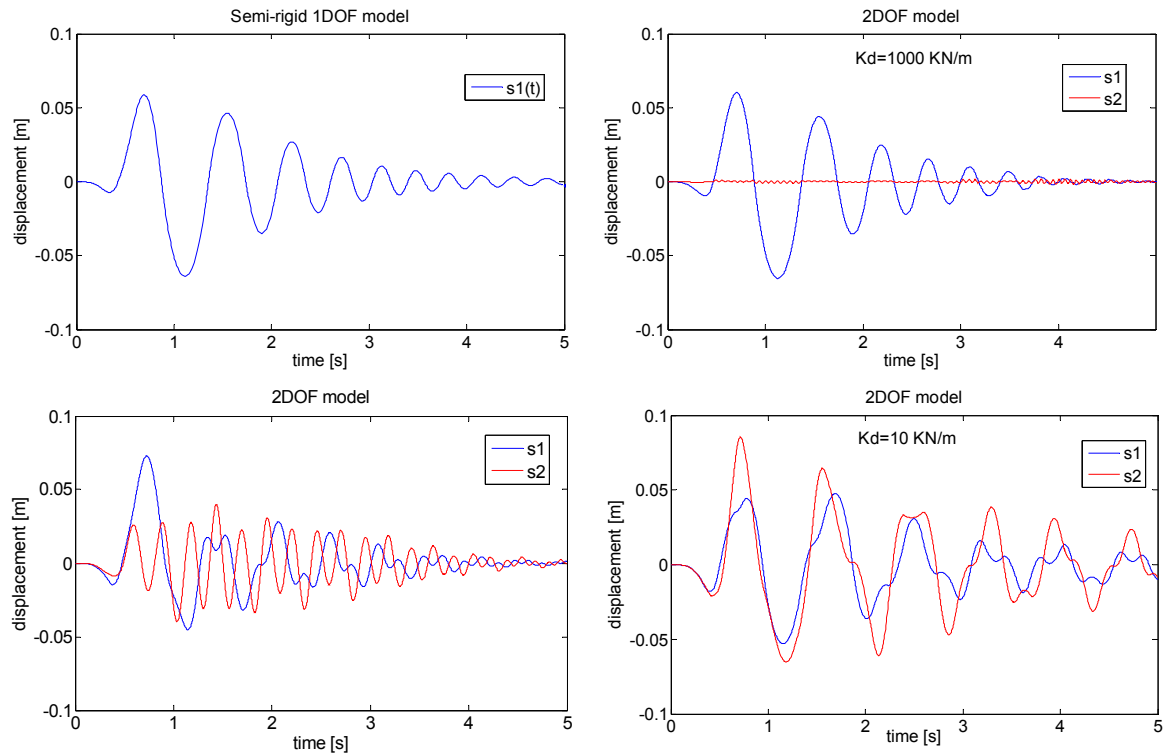 Semi-rigid 1DOF model
0.1
0.05
0
-0.05
-0.1
displacement [m]
s1(t)
0 1 2 3 4 5
time [s]
2DOF model
Kd=1000 KN/m
0.1
0.05
0
-0.05
-0.1
displacement [m]
s1
s2
0 1 2 3 4
time [s]
2DOF model
0.1
0.05
0
-0.05
-0.1
displacement [m]
s1
s2
0 1 2 3 4 5
time [s]
2DOF model
Kd=10 KN/m
0.1
0.05
0
-0.05
-0.1
displacement [m]
s1
s2
0 1 2 3 4 5
time [s]